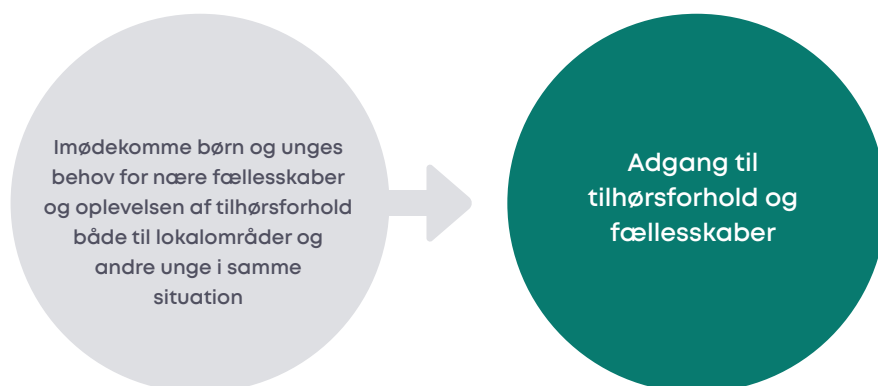 Imødekomme børn og unges
behov for nære fællesskaber
og oplevelsen af tilhørsforhold
både til lokalområder og
andre unge i samme
situation
Adgang til
tilhørsforhold og
fællesskaber